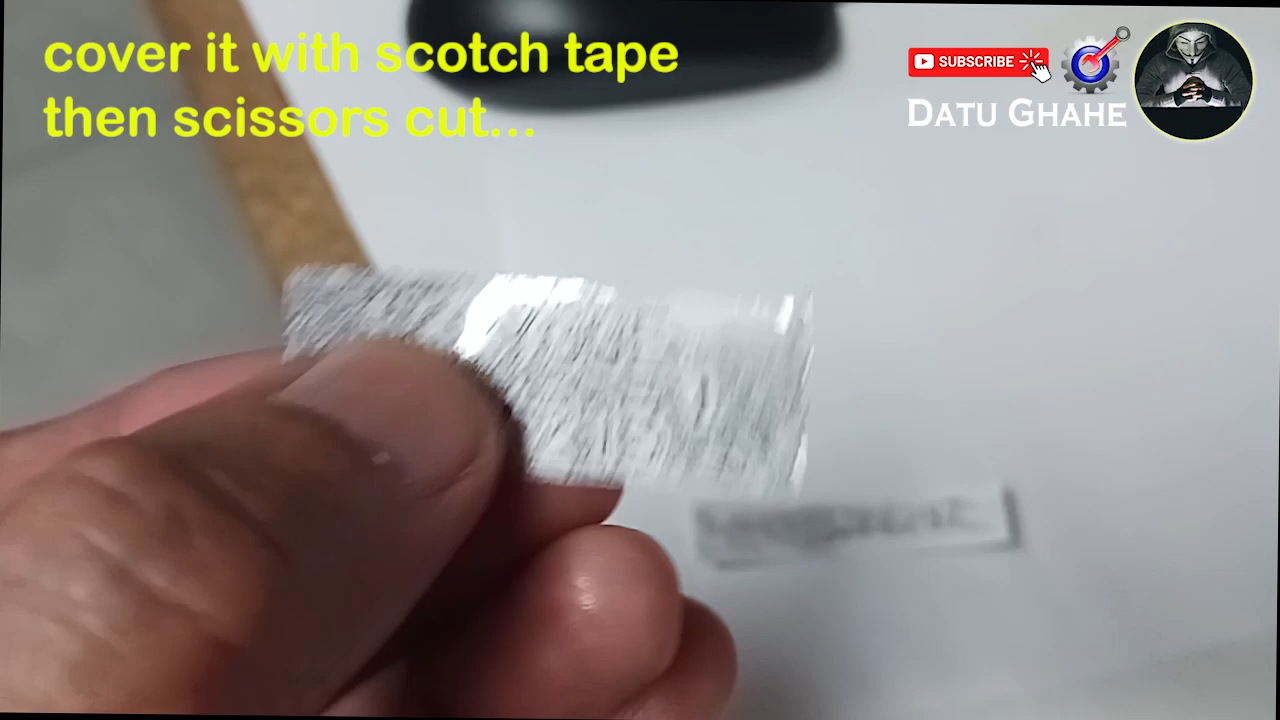 cover it with scotch tape
then scissors cut...
SUBSCRIBE
DATU GHAHE